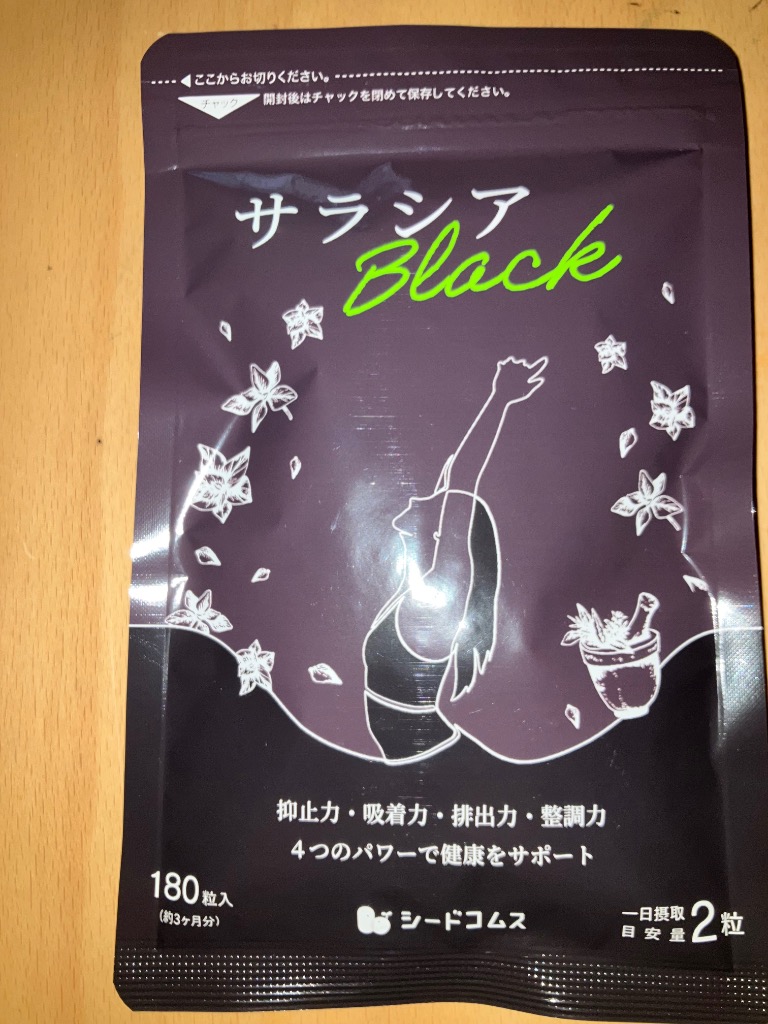 ここからお切りください。
チャック
開封後はチャックを閉めて保存してください。
サラシア
Black
抑止力・吸着力・排出力・整調力
4つのパワーで健康をサポート
180粒入
(約3ヶ月分)
シードコムス
一日摂取
目安量
2粒